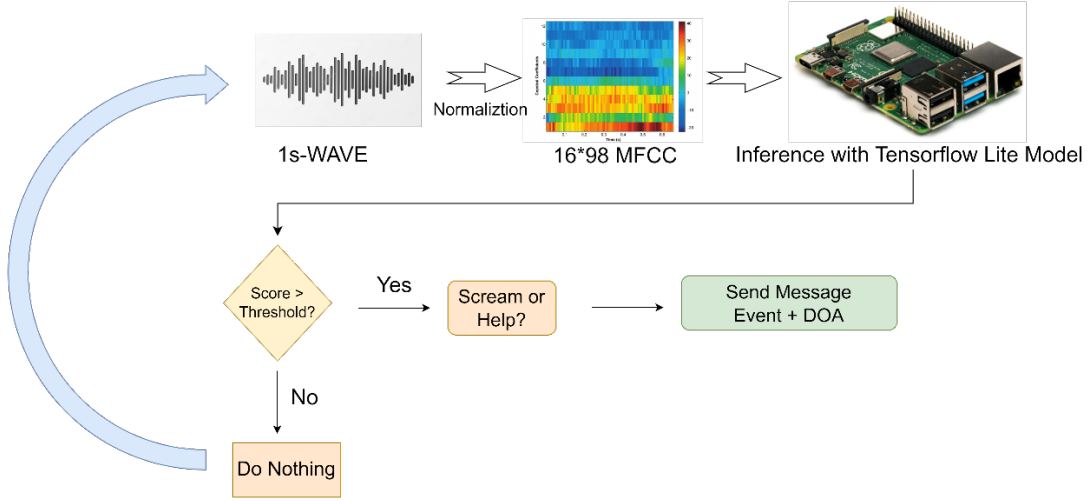 Normaliztion
1s-WAVE
16*98 MFCC
Inference with Tensorflow Lite Model
Score >
Threshold?
Yes
Scream or
Help?
Send Message
Event + DOA
No
Do Nothing